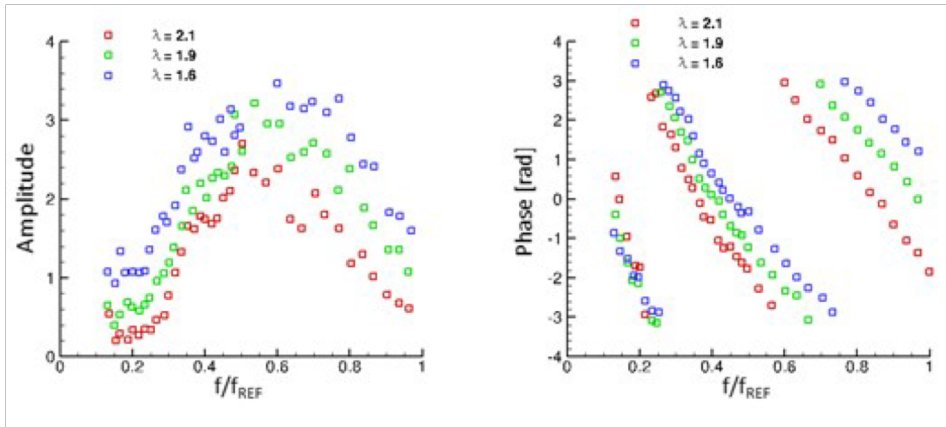 λ = 2.1
λ = 1.9
λ = 1.6
4
3
2
1
0
Amplitude
0 0.2 0.4 0.6 0.8 1
f/fREF
λ = 2.1
λ = 1.9
λ = 1.6
4
3
2
1
0
-1
-2
-3
-4
Phase [rad]
0 0.2 0.4 0.6 0.8 1
f/fREF